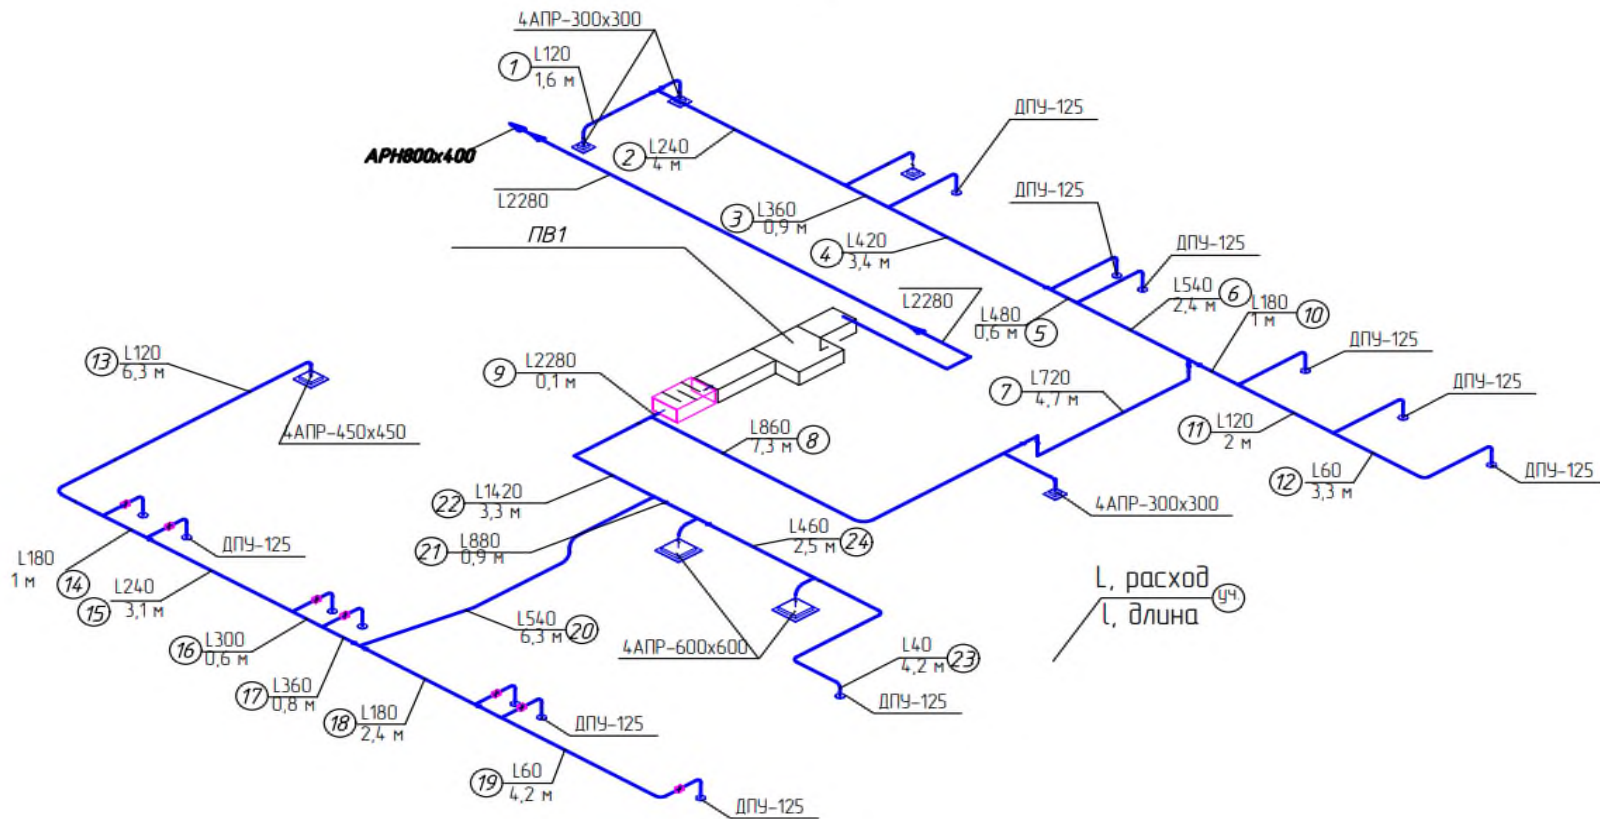 4АПР-300х300
1
L120
1,6 м
АРН800х400
L2280
2
L240
4 м
ДПУ-125
3
L360
0,9 м
4
L420
3,4 м
ДПУ-125
ДПУ-125
ПВ1
L2280
L480
0,6 м
5
L540
2,4 м
6
L180
1 м
10
ДПУ-125
ДПУ-125
13
L120
6,3 м
9
L2280
0,1 м
7
L720
4,7 м
11
L120
2 м
12
L60
3,3 м
ДПУ-125
4АПР-450х450
L860
7,3 м
8
4АПР-300х300
22
L1420
3,3 м
21
L880
0,9 м
L460
2,5 м
24
L180
1 м
14
ДПУ-125
15
L240
3,1 м
16
L300
0,6 м
17
L360
0,8 м
18
L180
2,4 м
L540
6,3 м
20
4АПР-600х600
L40
4,2 м
23
ДПУ-125
ДПУ-125
19
L60
4,2 м
ДПУ-125
L, расход
l, длина
уч.